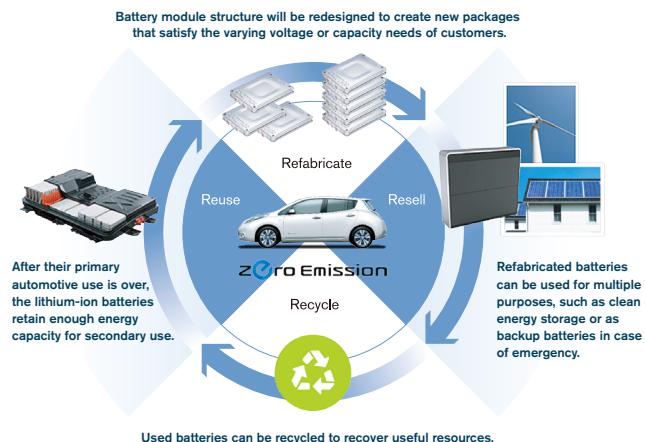 Battery module structure will be redesigned to create new packages
that satisfy the varying voltage or capacity needs of customers.
Refabricate
Reuse
Resell
zero Emission
Recycle
After their primary
automotive use is over,
the lithium-ion batteries
retain enough energy
capacity for secondary use.
Refabricated batteries
can be used for multiple
purposes, such as clean
energy storage or as
backup batteries in case
of emergency.
Used batteries can be recycled to recover useful resources.